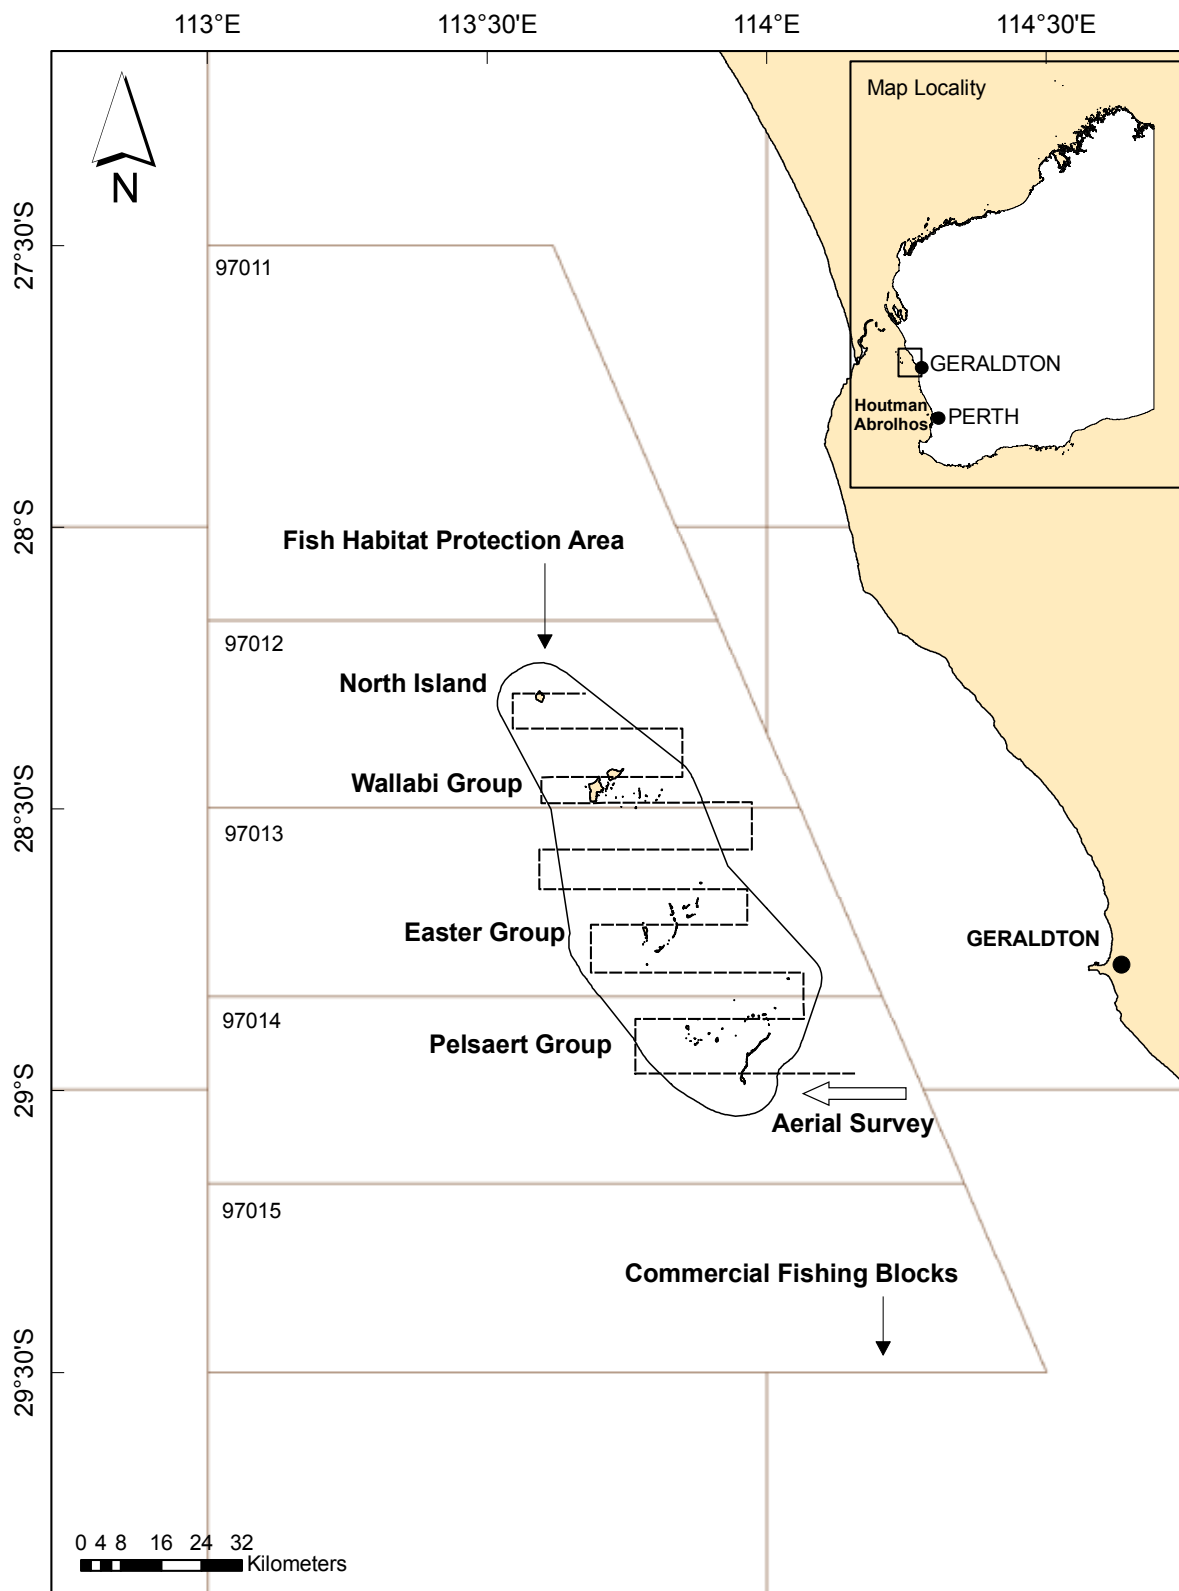 113°E 113°30'E 114°E 114°30'E
Map Locality
N
27°30'S
97011
GERALDTON
Houtman
Abrolhos
PERTH
28°S
Fish Habitat Protection Area
97012
North Island
Wallabi Group
28°30'S
97013
Easter Group
GERALDTON
97014
Pelsaert Group
29°S
Aerial Survey
97015
Commercial Fishing Blocks
29°30'S
0 4 8 16 24 32
Kilometers